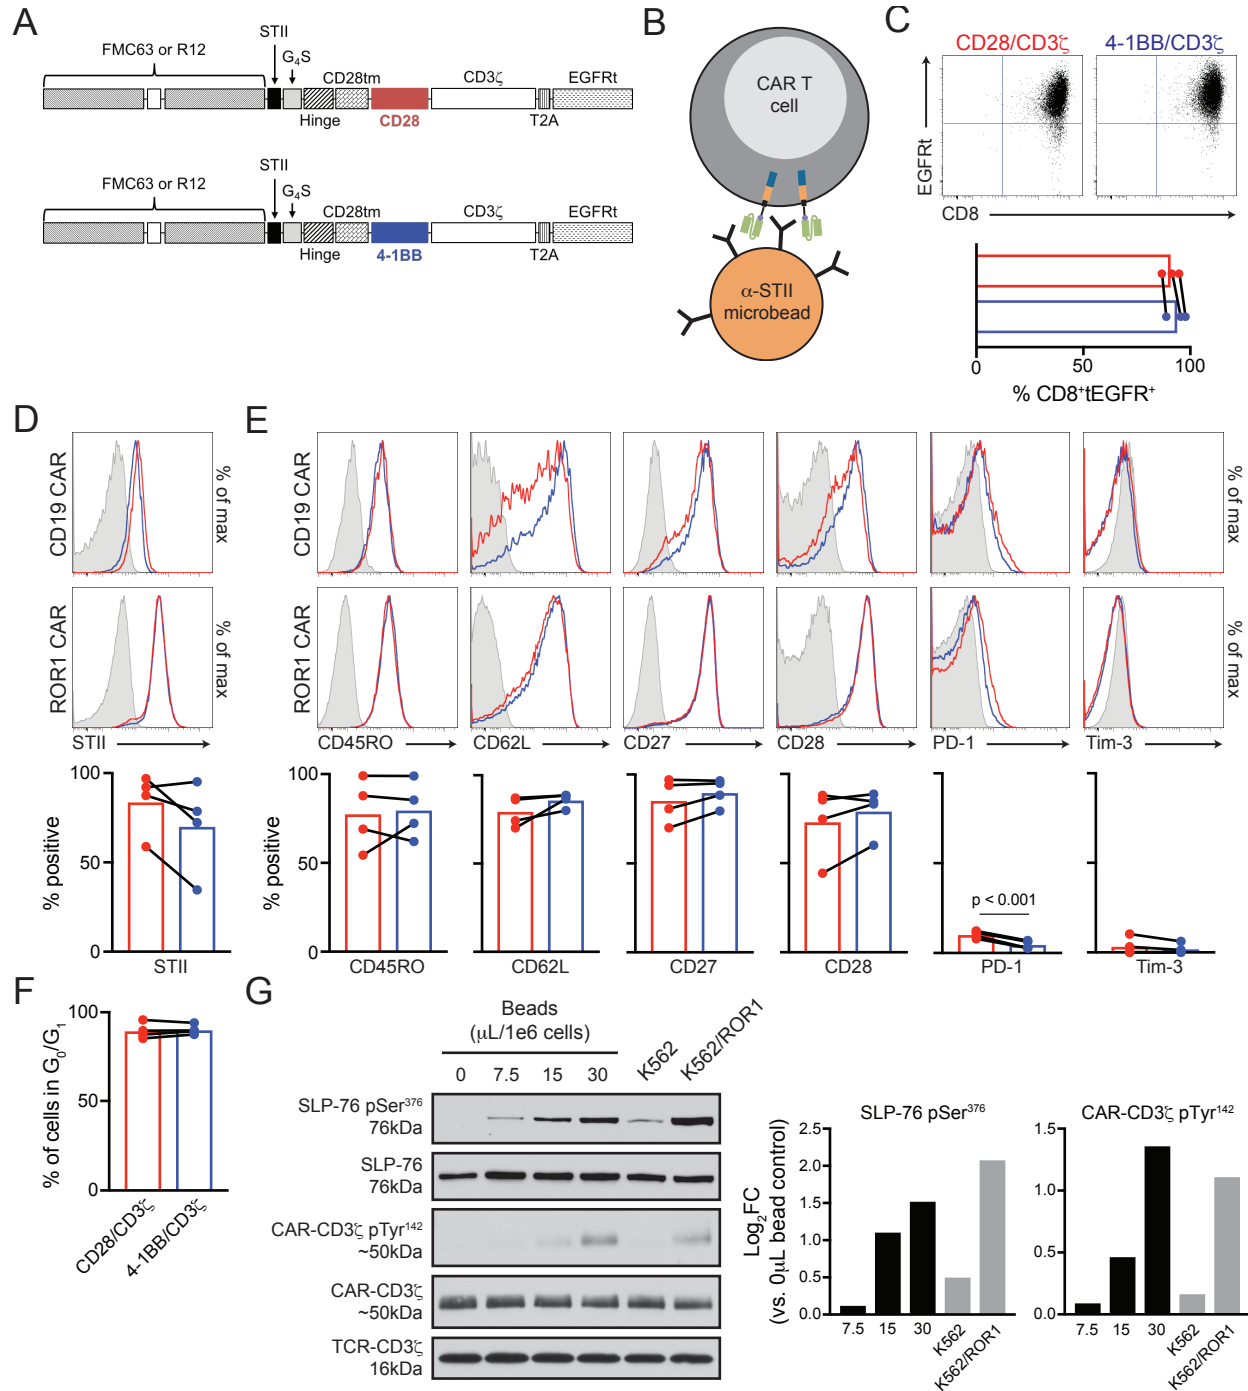 A
FMC63 or R12
STII
G₄S
CD28tm
CD3ζ
EGFRt
Hinge
CD28
T2A
FMC63 or R12
STII
G₄S
CD28tm
CD3ζ
EGFRt
Hinge
4-1BB
T2A
B
CAR T
cell
α-STII
microbead
C
CD28/CD3ζ
4-1BB/CD3ζ
EGFRt
CD8
0
50
100
% CD8⁺tEGFR⁺
D
CD19 CAR
% of max
ROR1 CAR
% of max
STII
100
50
0
% positive
STII
E
CD19 CAR
% of max
ROR1 CAR
% of max
CD45RO
CD62L
CD27
CD28
PD-1
Tim-3
100
50
0
% positive
p < 0.001
CD45RO
CD62L
CD27
CD28
PD-1
Tim-3
F
100
50
0
% of cells in G₀/G₁
CD28/CD3ζ
4-1BB/CD3ζ
G
Beads
(μL/1e6 cells)
0 7.5 15 30 K562 K562/ROR1
SLP-76 pSer³⁷⁶
76kDa
SLP-76
76kDa
CAR-CD3ζ pTyr¹⁴²
~50kDa
CAR-CD3ζ
~50kDa
TCR-CD3ζ
16kDa
SLP-76 pSer³⁷⁶
Log₂FC
(vs. 0μL bead control)
2.5
2.0
1.5
1.0
0.5
0.0
7.5 15 30 K562 K562/ROR1
CAR-CD3ζ pTyr¹⁴²
1.5
1.0
0.5
0.0
7.5 15 30 K562 K562/ROR1